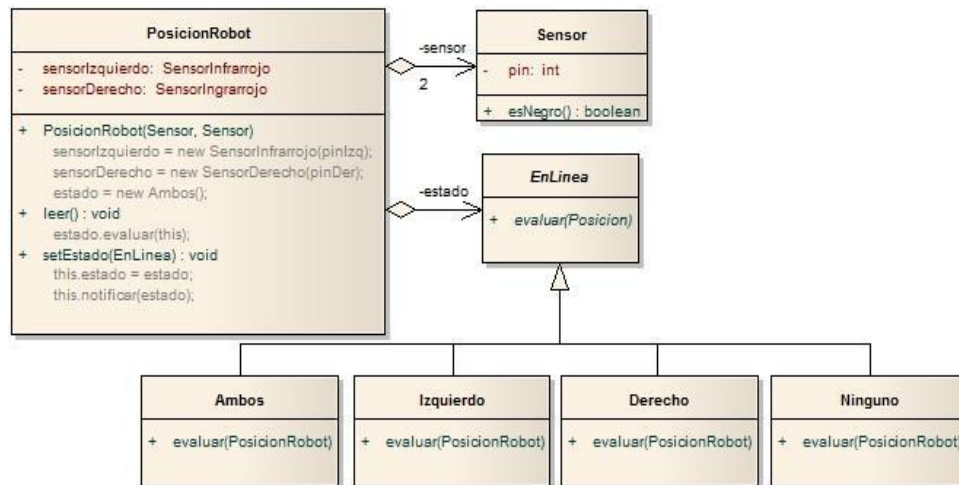 PosicionRobot
- sensorIzquierdo: SensorInfrarrojo
- sensorDerecho: SensorIngrarrojo
+ PosicionRobot(Sensor, Sensor)
sensorIzquierdo = new SensorInfrarrojo(pinIzq);
sensorDerecho = new SensorDerecho(pinDer);
estado = new Ambos();
+ leer() : void
estado.evaluar(this);
+ setEstado(EnLinea) : void
this.estado = estado;
this.notificar(estado);
-sensor
2
Sensor
- pin: int
+ esNegro() : boolean
-estado
EnLinea
+ evaluar(Posicion)
Ambos
+ evaluar(PosicionRobot)
Izquierdo
+ evaluar(PosicionRobot)
Derecho
+ evaluar(PosicionRobot)
Ninguno
+ evaluar(PosicionRobot)